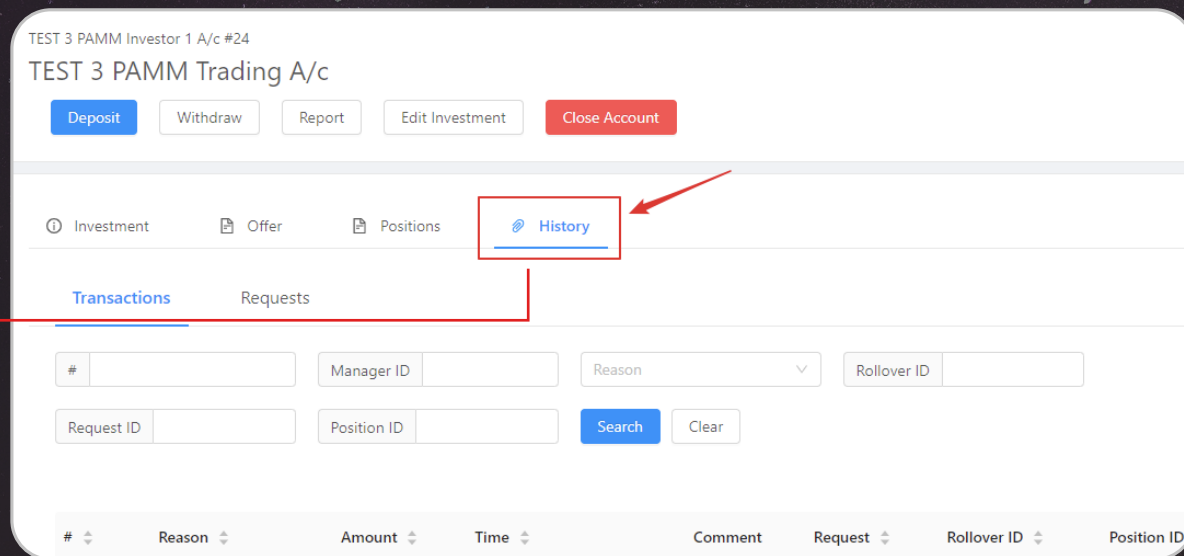 TEST 3 PAMM Investor 1 A/c #24
TEST 3 PAMM Trading A/c
Deposit Withdraw Report Edit Investment Close Account
Investment Offer Positions History
Transactions Requests
# Manager ID Reason Rollover ID
Request ID Position ID Search Clear
# Reason Amount Time Comment Request Rollover ID Position ID